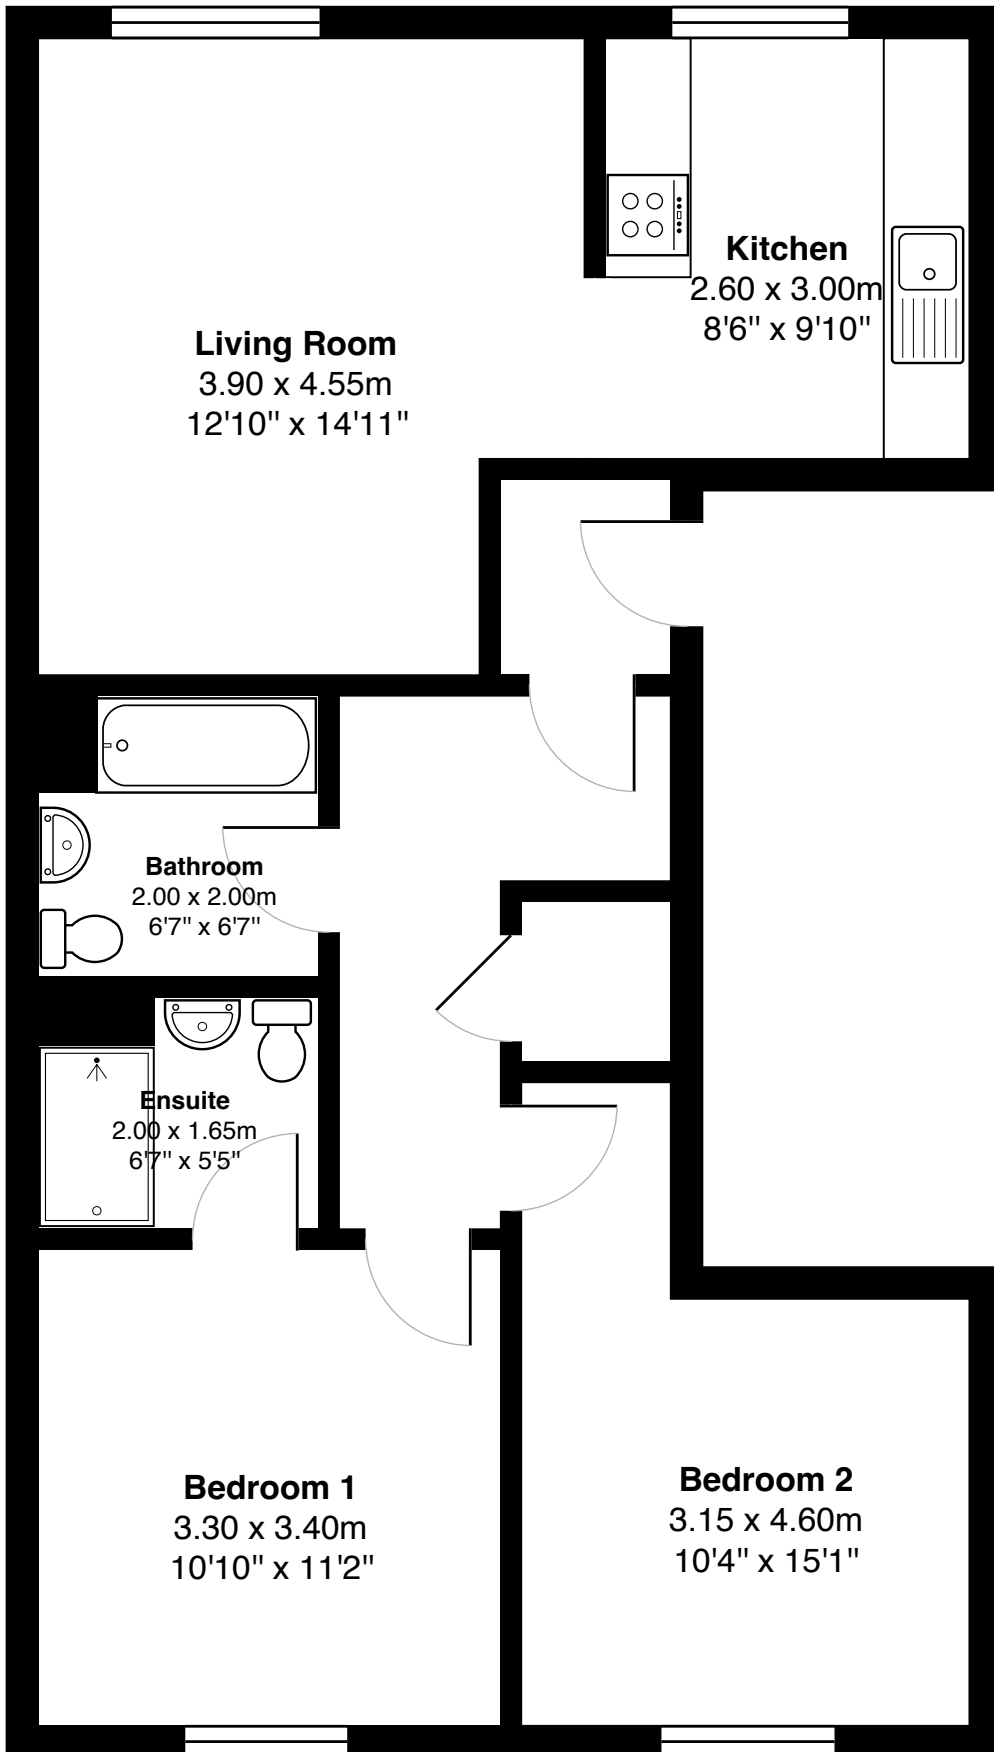 Kitchen
2.60 x 3.00m
8'6" x 9'10"
Living Room
3.90 x 4.55m
12'10" x 14'11"
Bathroom
2.00 x 2.00m
6'7" x 6'7"
Ensuite
2.00 x 1.65m
6'7" x 5'5"
Bedroom 1
3.30 x 3.40m
10'10" x 11'2"
Bedroom 2
3.15 x 4.60m
10'4" x 15'1"